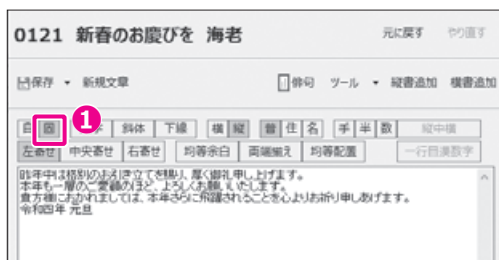 0121 新春のお慶びを 海老
元に戻す やり直す
保存 ▼ 新規文章
俳句 ツール ▼ 縦書追加 横書追加
自 固 斜体 下線 横 縦 普 住 名 手 半 数 縦中横
1
左寄せ 中央寄せ 右寄せ 均等余白 両端揃え 均等配置 一行目漢数字
昨年中は格別のお引き立てを賜り、厚く御礼申し上げます。
本年も一層のご愛顧のほど、よろしくお願いいたします。
貴方様におかれましては、本年さらに飛躍されることを心よりお祈り申しあげます。
令和四年 元旦